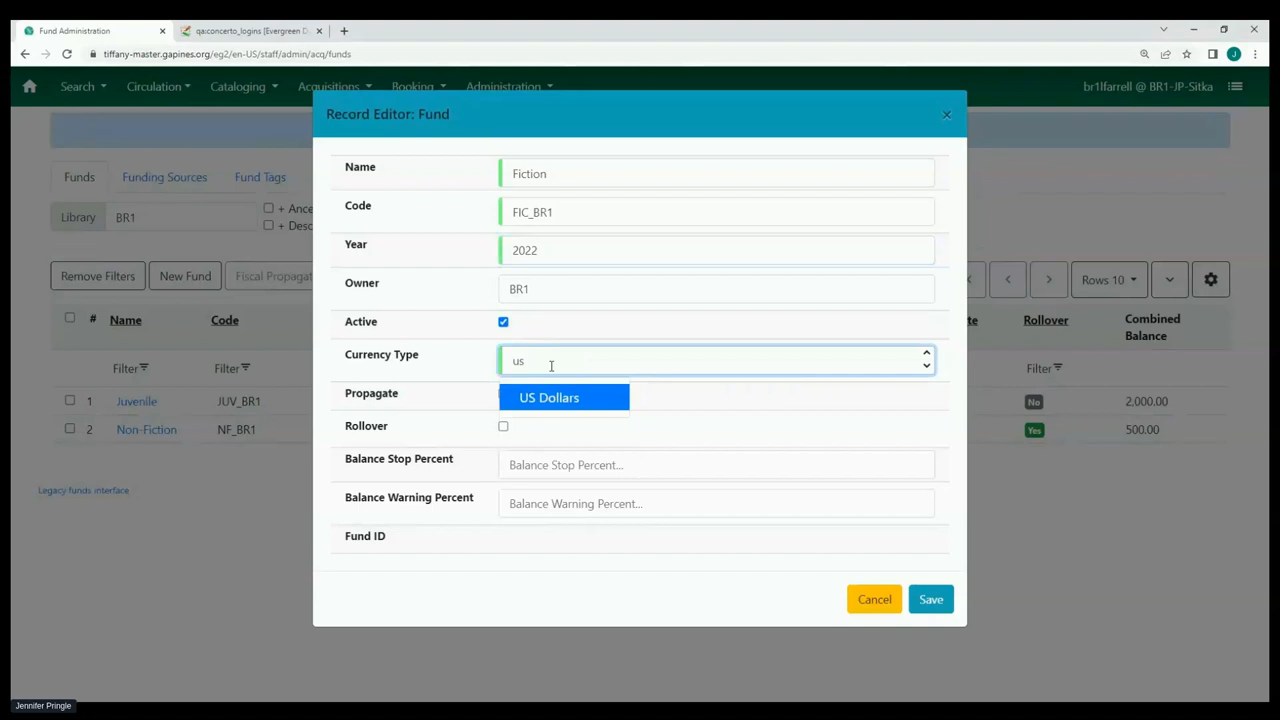 Fund Administration
qa:concerto_logins [Evergreen D
tiffany-master.gapines.org/eg2/en-US/staff/admin/acq/funds
Search Circulation Cataloging Acquisitions Booking Administration br1lfarrell @ BR1-JP-Sitka
Record Editor: Fund
Funds Funding Sources Fund Tags
Library BR1 + Ance
+ Desc
Remove Filters New Fund Fiscal Propagat Rows 10
# Name Code te Rollover Combined
Balance
Filter Filter Filter
1 Juvenile JUV_BR1 No 2,000.00
2 Non-Fiction NF_BR1 Yes 500.00
Legacy funds interface
Name Fiction
Code FIC_BR1
Year 2022
Owner BR1
Active
Currency Type us
US Dollars
Propagate
Rollover
Balance Stop Percent Balance Stop Percent...
Balance Warning Percent Balance Warning Percent...
Fund ID
Cancel Save
Jennifer Pringle